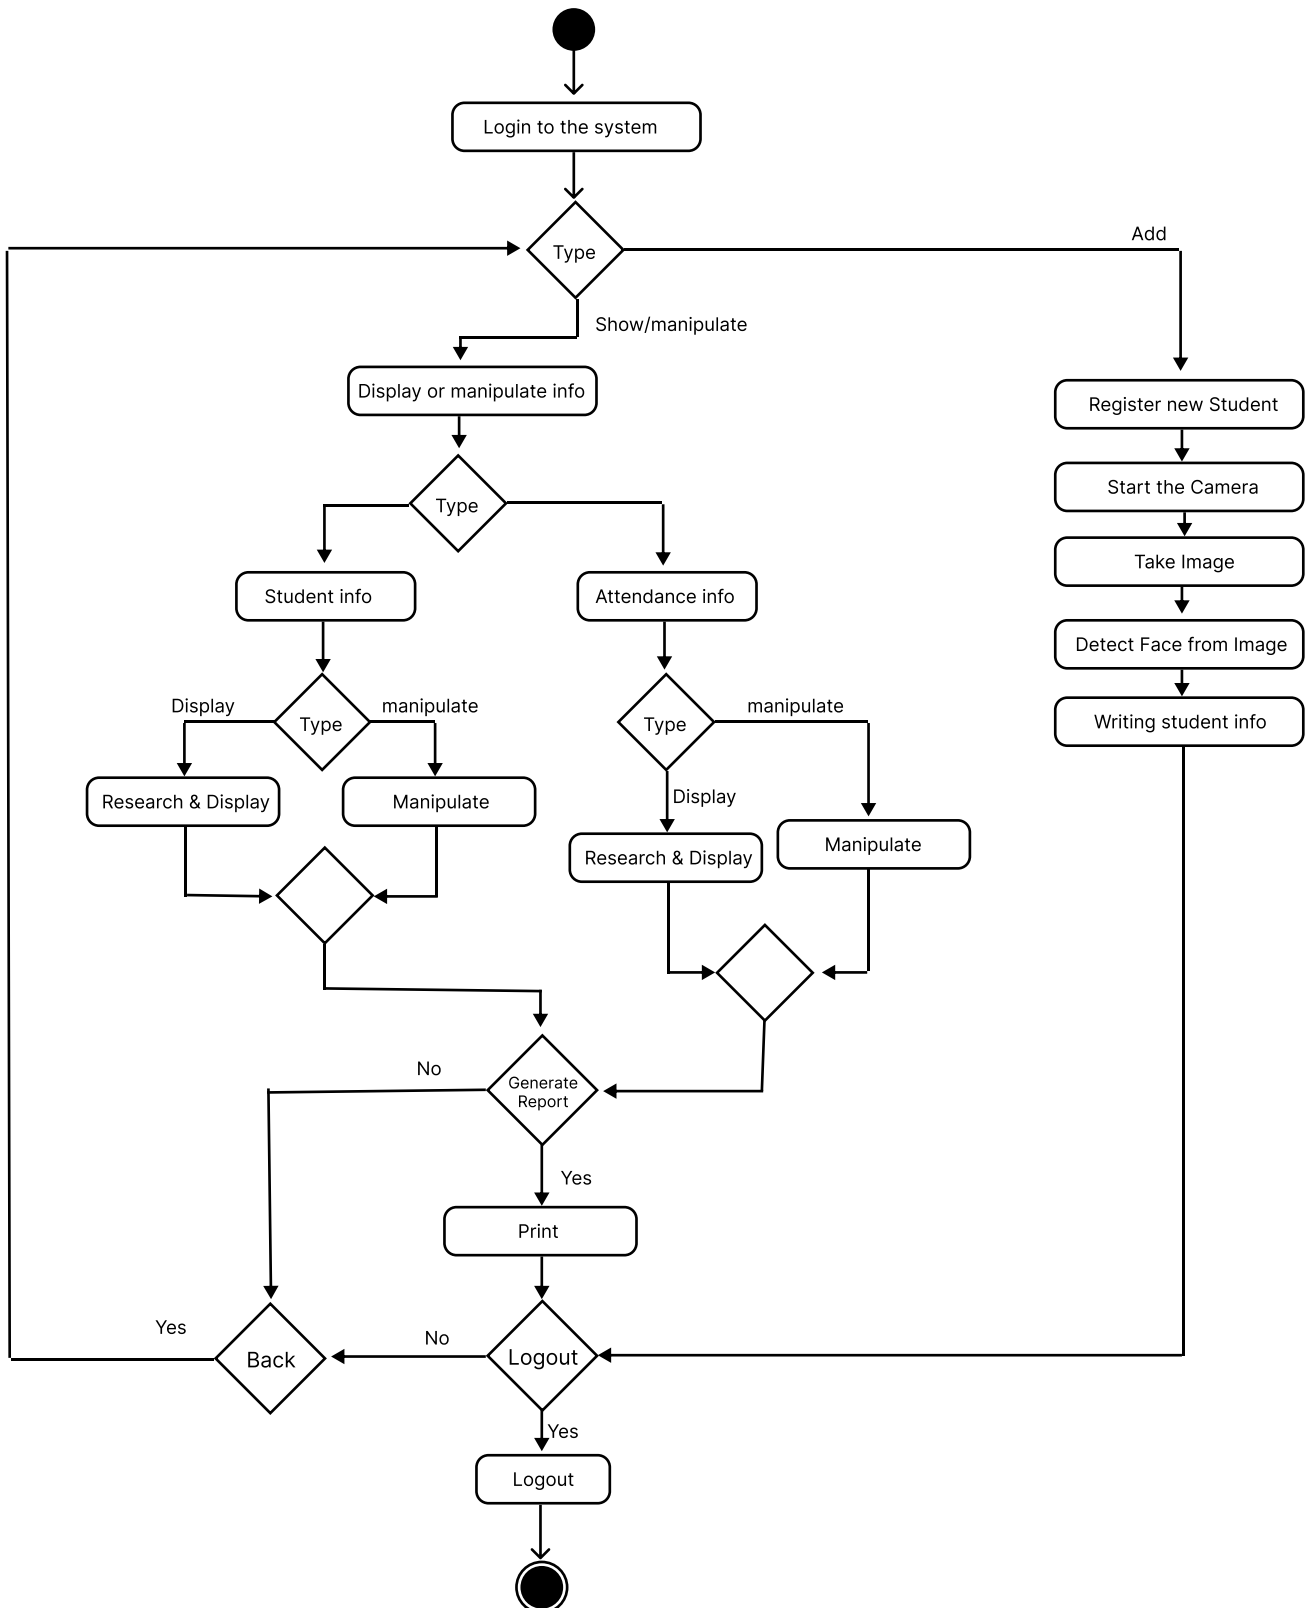 Login to the system
Type
Add
Show/manipulate
Display or manipulate info
Register new Student
Start the Camera
Type
Take Image
Student info
Attendance info
Detect Face from Image
Display
manipulate
manipulate
Type
Type
Writing student info
Research & Display
Manipulate
Display
Manipulate
Research & Display
No
Generate
Report
Yes
Print
Yes
No
Back
Logout
Yes
Logout